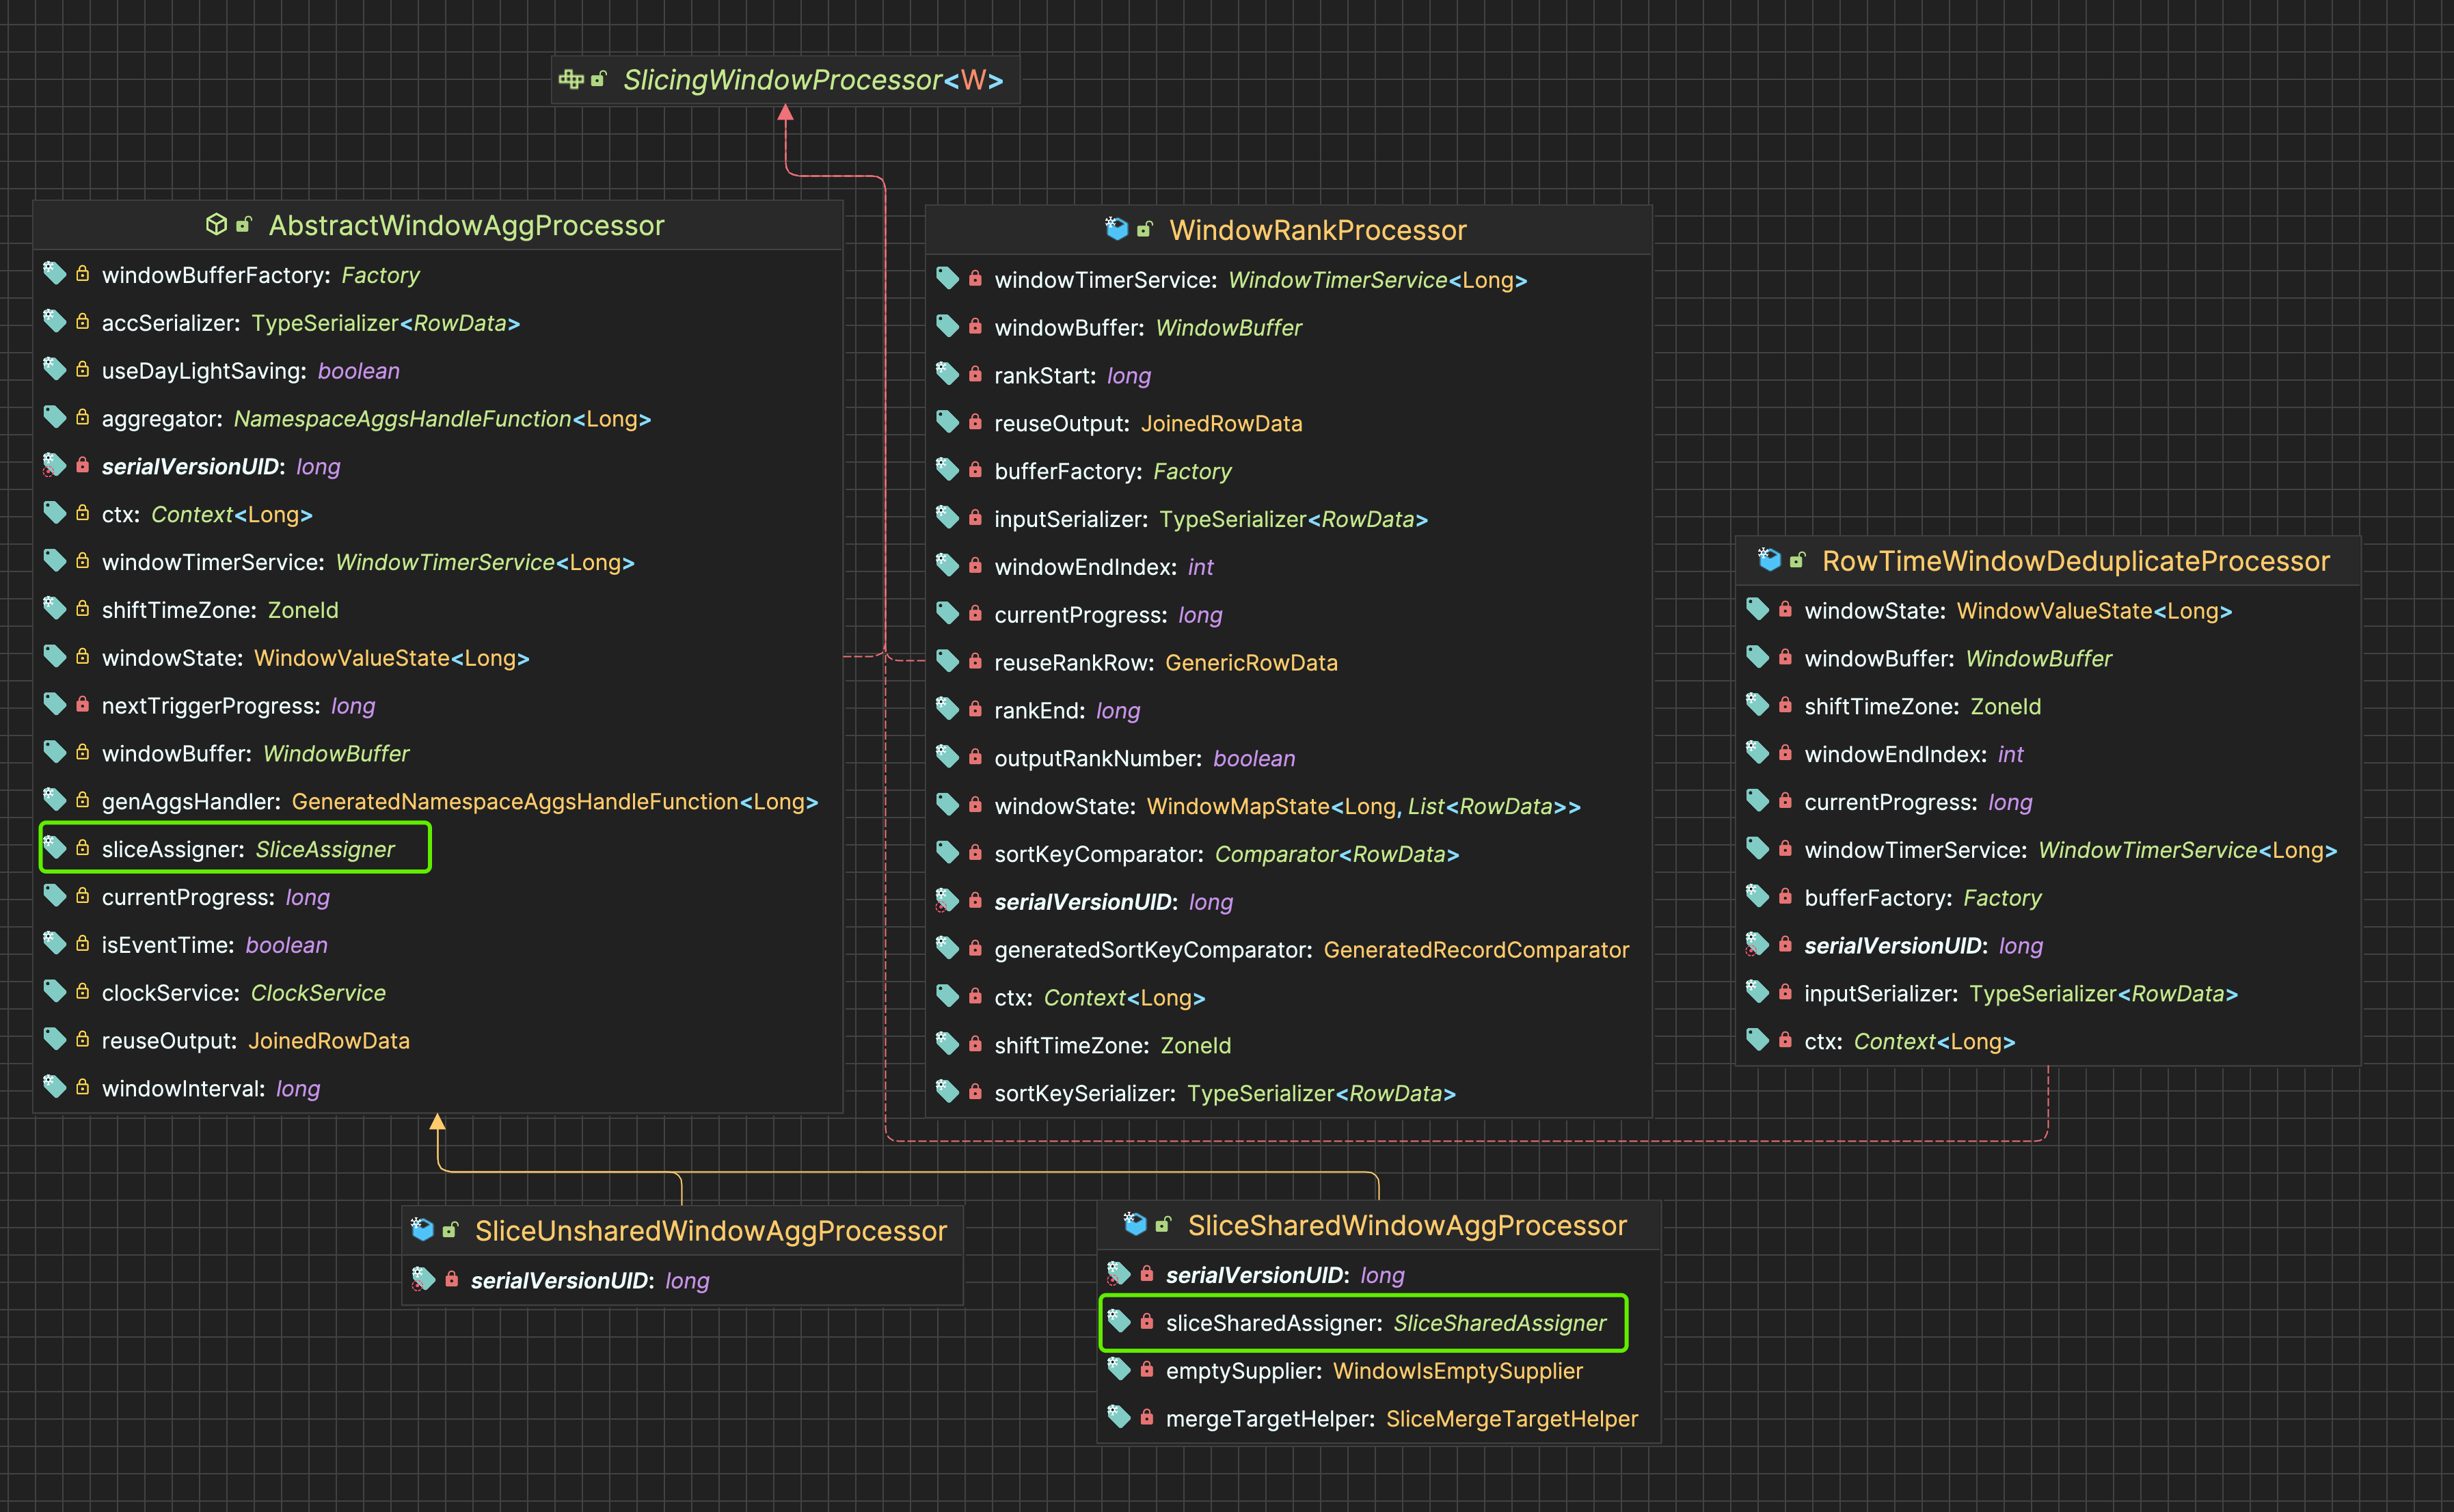 SlicingWindowProcessor<W>
AbstractWindowAggProcessor
windowBufferFactory: Factory
accSerializer: TypeSerializer<RowData>
useDayLightSaving: boolean
aggregator: NamespaceAggsHandleFunction<Long>
serialVersionUID: long
ctx: Context<Long>
windowTimerService: WindowTimerService<Long>
shiftTimeZone: ZoneId
windowState: WindowValueState<Long>
nextTriggerProgress: long
windowBuffer: WindowBuffer
genAggsHandler: GeneratedNamespaceAggsHandleFunction<Long>
sliceAssigner: SliceAssigner
currentProgress: long
isEventTime: boolean
clockService: ClockService
reuseOutput: JoinedRowData
windowInterval: long
WindowRankProcessor
windowTimerService: WindowTimerService<Long>
windowBuffer: WindowBuffer
rankStart: long
reuseOutput: JoinedRowData
bufferFactory: Factory
inputSerializer: TypeSerializer<RowData>
windowEndIndex: int
currentProgress: long
reuseRankRow: GenericRowData
rankEnd: long
outputRankNumber: boolean
windowState: WindowMapState<Long, List<RowData>>
sortKeyComparator: Comparator<RowData>
serialVersionUID: long
generatedSortKeyComparator: GeneratedRecordComparator
ctx: Context<Long>
shiftTimeZone: ZoneId
sortKeySerializer: TypeSerializer<RowData>
RowTimeWindowDeduplicateProcessor
windowState: WindowValueState<Long>
windowBuffer: WindowBuffer
shiftTimeZone: ZoneId
windowEndIndex: int
currentProgress: long
windowTimerService: WindowTimerService<Long>
bufferFactory: Factory
serialVersionUID: long
inputSerializer: TypeSerializer<RowData>
ctx: Context<Long>
SliceUnsharedWindowAggProcessor
serialVersionUID: long
SliceSharedWindowAggProcessor
serialVersionUID: long
sliceSharedAssigner: SliceSharedAssigner
emptySupplier: WindowIsEmptySupplier
mergeTargetHelper: SliceMergeTargetHelper